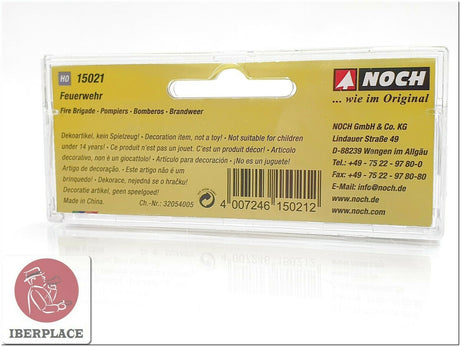 HO 15021
Feuerwehr
Fire Brigade • Pompiers • Bomberos • Brandweer
Dekoartikel, kein Spielzeug! • Decoration item, not a toy! • Not suitable for children
under 14 years! • Ce produit n'est pas un jouet. C'est un produit décor! • Articolo
decorativo, non è un giocattolo! • Artículo para decoración • ¡No es un juguete!
Artigo de decoração. • Este artigo não é um
brinquedo! • Dekorace, nejedná se o hračku!
Decoratie artikel, geen speelgoed!
Made in China.
Ch.-Nr.: 32054005
4 007246 150212
NOCH
... wie im Original
NOCH GmbH & Co. KG
Lindauer Straße 49
D-88239 Wangen im Allgäu
Tel.: +49 - 75 22 - 97 80-0
Fax: +49 - 75 22 - 97 80-80
E-Mail: info@noch.de
www.noch.de
www.noch.com
IBERPLACE